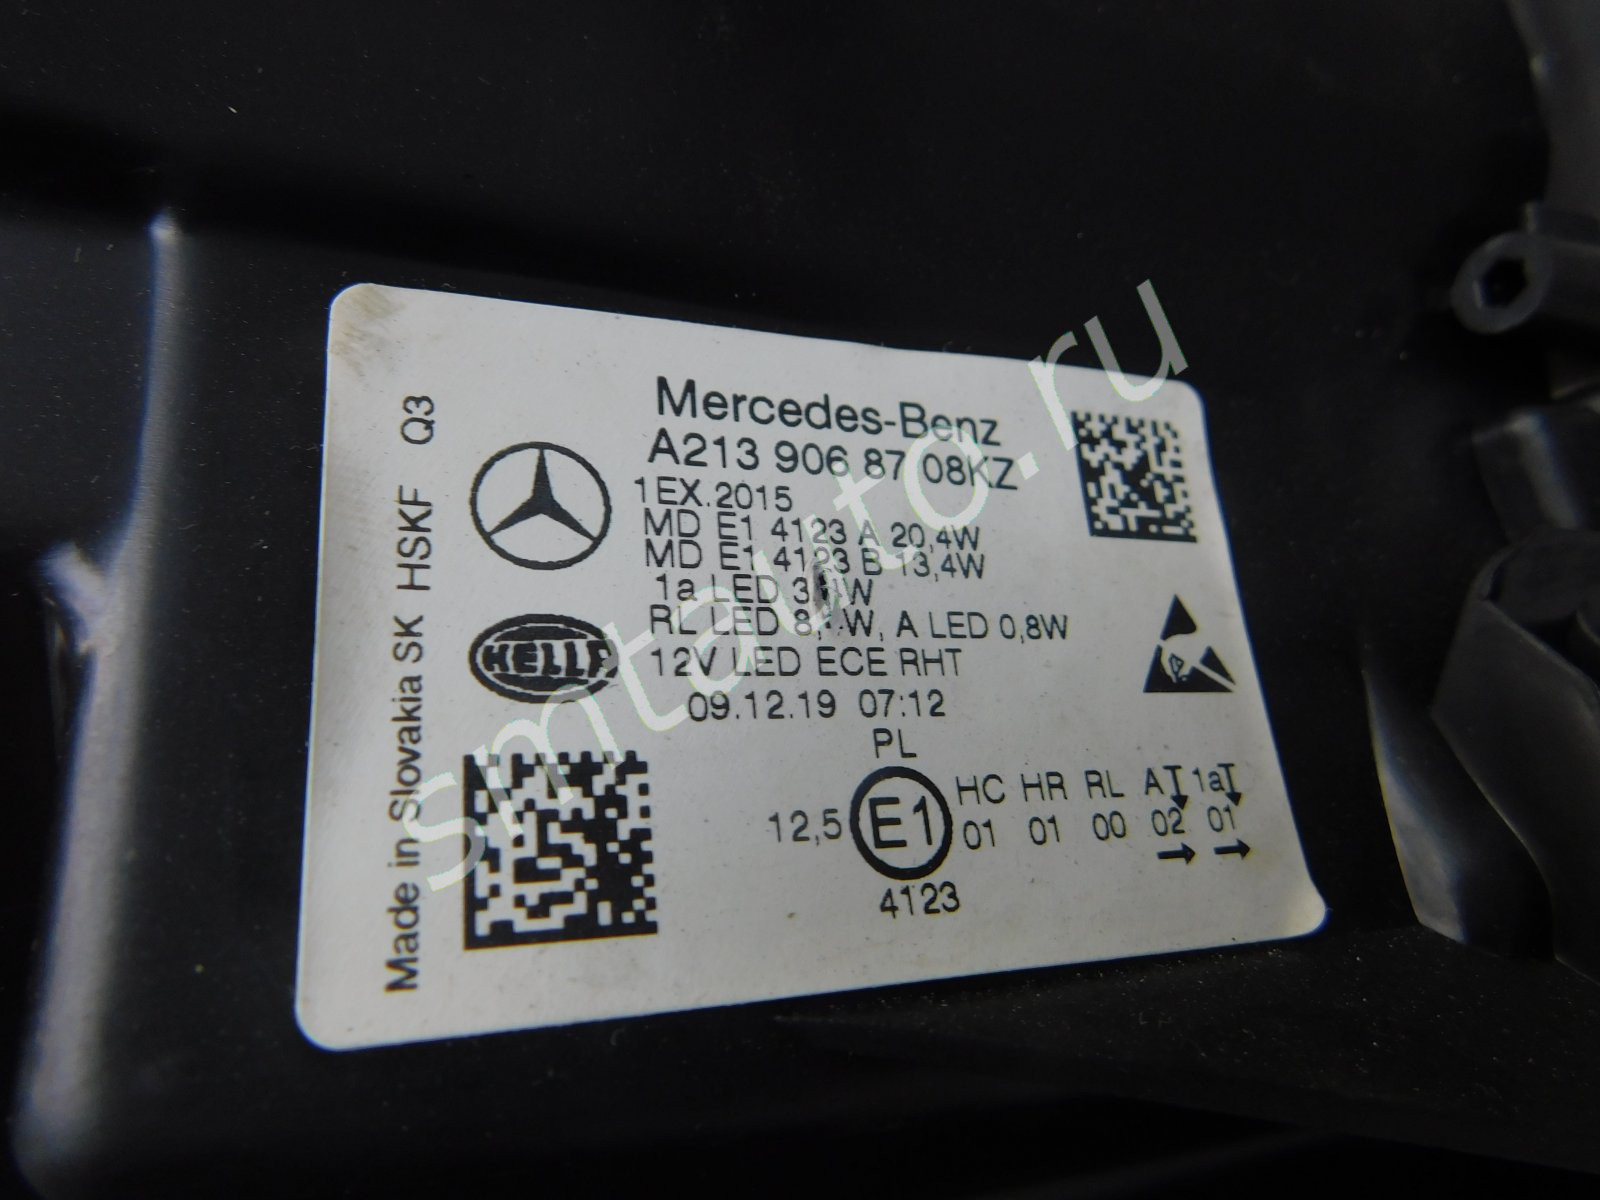 Mercedes-Benz
A213 906 87 08KZ
1EX.2015
MD E1 4123 A 20,4W
MD E1 4123 B 13,4W
1a LED
RL LED A LED 0,8W
12V LED ECE RHT
09.12.19 07:12
PL
HELLA
Made in Slovakia SK HSKF Q3
12,5 E1 HC HR RL A 1a
01 01 00 02 01
4123
smtauto.ru